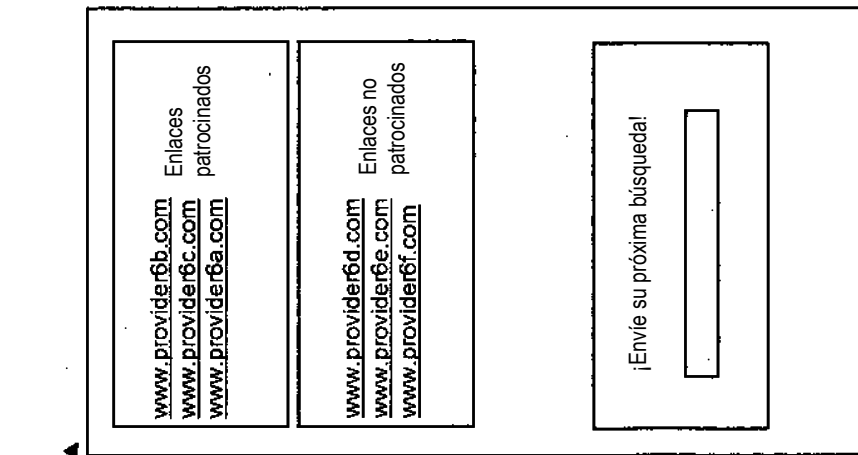 www.provider6b.com
www.provider6c.com
www.provider6a.com
Enlaces
patrocinados
www.provider6d.com
www.provider6e.com
www.provider6f.com
Enlaces no
patrocinados
¡Envíe su próxima búsqueda!